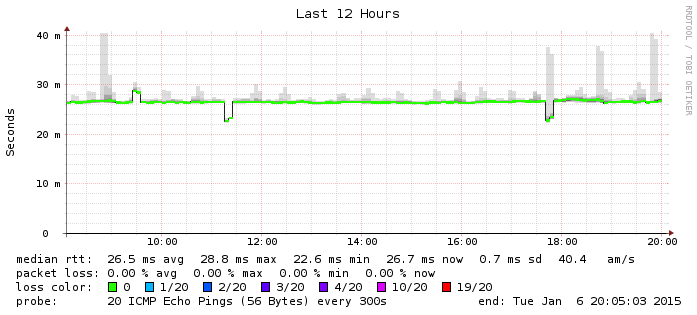 Last 12 Hours
RRDTOOL / TOBI OETIKER
Seconds
40 m
30 m
20 m
10 m
0
10:00 12:00 14:00 16:00 18:00 20:00
median rtt: 26.5 ms avg 28.8 ms max 22.6 ms min 26.7 ms now 0.7 ms sd 40.4 am/s
packet loss: 0.00 % avg 0.00 % max 0.00 % min 0.00 % now
loss color: 0 1/20 2/20 3/20 4/20 10/20 19/20
probe: 20 ICMP Echo Pings (56 Bytes) every 300s end: Tue Jan 6 20:05:03 2015